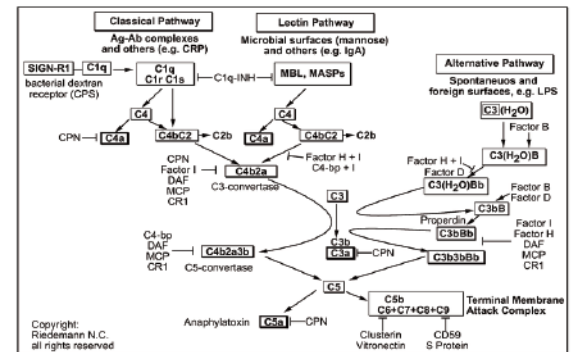 Classical Pathway
Ag-Ab complexes
and others (e.g. CRP)
Lectin Pathway
Microbial surfaces (mannose)
and others (e.g. IgA)
Alternative Pathway
Spontaneuos and
foreign surfaces, e.g. LPS
SIGN-R1
C1q
bacterial dextran
receptor (CPS)
C1q
C1r C1s
C1q-INH
MBL, MASPs
C3(H₂O)
Factor B
C4
C4
CPN
C4a
C4bC2
C2b
C4a
C4bC2
C2b
C3(H₂O)B
Factor H + I
Factor D
CPN
Factor I
DAF
MCP
CR1
C4b2a
C3-convertase
Factor H + I
C4-bp + I
C3(H₂O)Bb
Factor B
Factor D
C3
C3bB
Properdin
C3bBb
Factor I
Factor H
DAF
MCP
CR1
C4-bp
DAF
MCP
CR1
C4b2a3b
C5-convertase
C3b
C3a
CPN
C3b3bBb
C5
Anaphylatoxin
C5a
CPN
C5b
C6+C7+C8+C9
Terminal Membrane
Attack Complex
Clusterin
Vitronectin
CD59
S Protein
Copyright:
Riedemann N.C.
all rights reserved